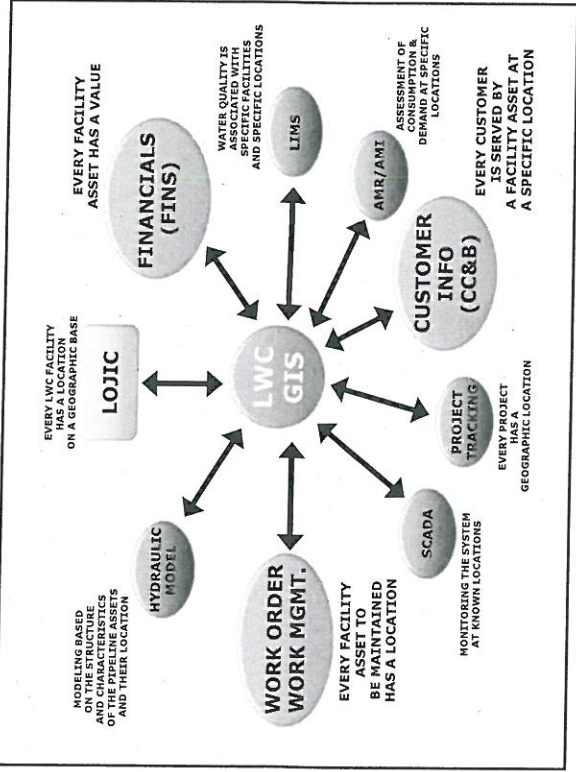 EVERY LWC FACILITY
HAS A LOCATION
ON A GEOGRAPHIC BASE
LOJIC
EVERY FACILITY
ASSET HAS A VALUE
FINANCIALS
(FINS)
WATER QUALITY IS
ASSOCIATED WITH
SPECIFIC FACILITIES
AND SPECIFIC LOCATIONS
LIMS
ASSESSMENT OF
CONSUMPTION &
DEMAND AT SPECIFIC
LOCATIONS
AMR/AMI
CUSTOMER
INFO
(CC&B)
EVERY CUSTOMER
IS SERVED BY
A FACILITY ASSET AT
A SPECIFIC LOCATION
PROJECT
TRACKING
EVERY PROJECT
HAS A
GEOGRAPHIC LOCATION
SCADA
MONITORING THE SYSTEM
AT KNOWN LOCATIONS
WORK ORDER
WORK MGMT.
EVERY FACILITY
ASSET TO
BE MAINTAINED
HAS A LOCATION
MODELING BASED
ON THE STRUCTURE
AND CHARACTERISTICS
OF THE PIPELINE ASSETS
AND THEIR LOCATION
HYDRAULIC
MODEL
LWC
GIS